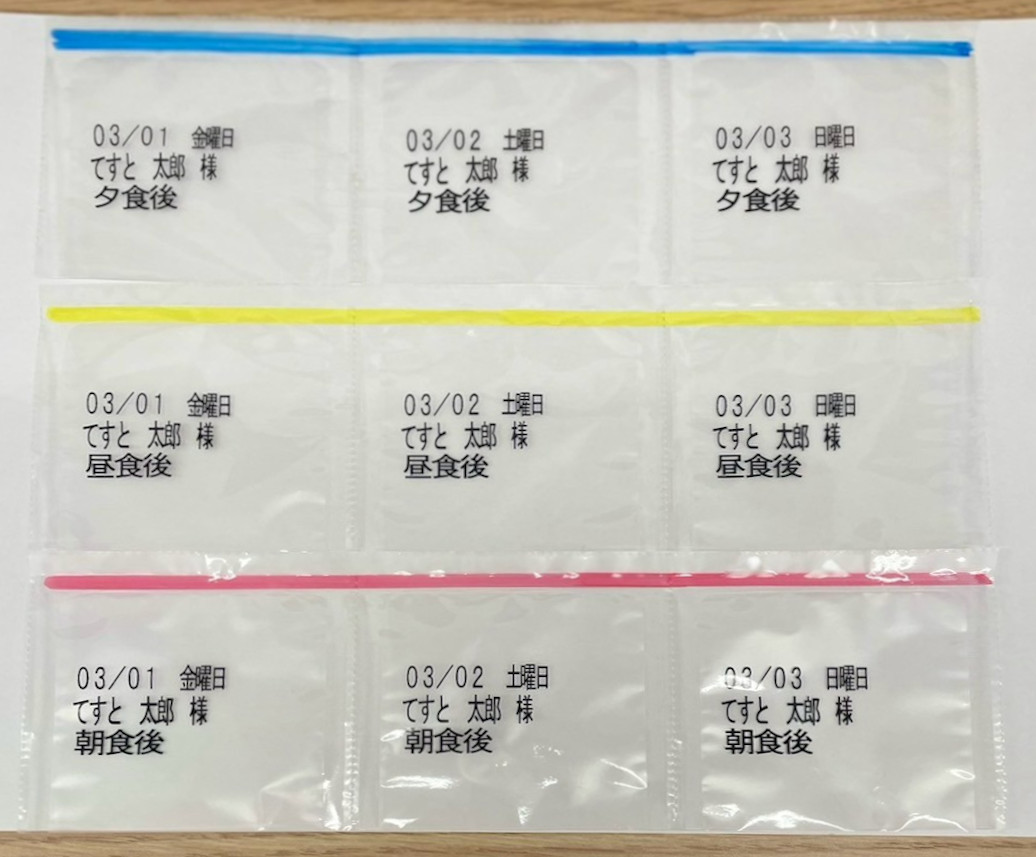 03/01 金曜日
てすと 太郎 様
夕食後
03/02 土曜日
てすと 太郎 様
夕食後
03/03 日曜日
てすと 太郎 様
夕食後
03/01 金曜日
てすと 太郎 様
昼食後
03/02 土曜日
てすと 太郎 様
昼食後
03/03 日曜日
てすと 太郎 様
昼食後
03/01 金曜日
てすと 太郎 様
朝食後
03/02 土曜日
てすと 太郎 様
朝食後
03/03 日曜日
てすと 太郎 様
朝食後